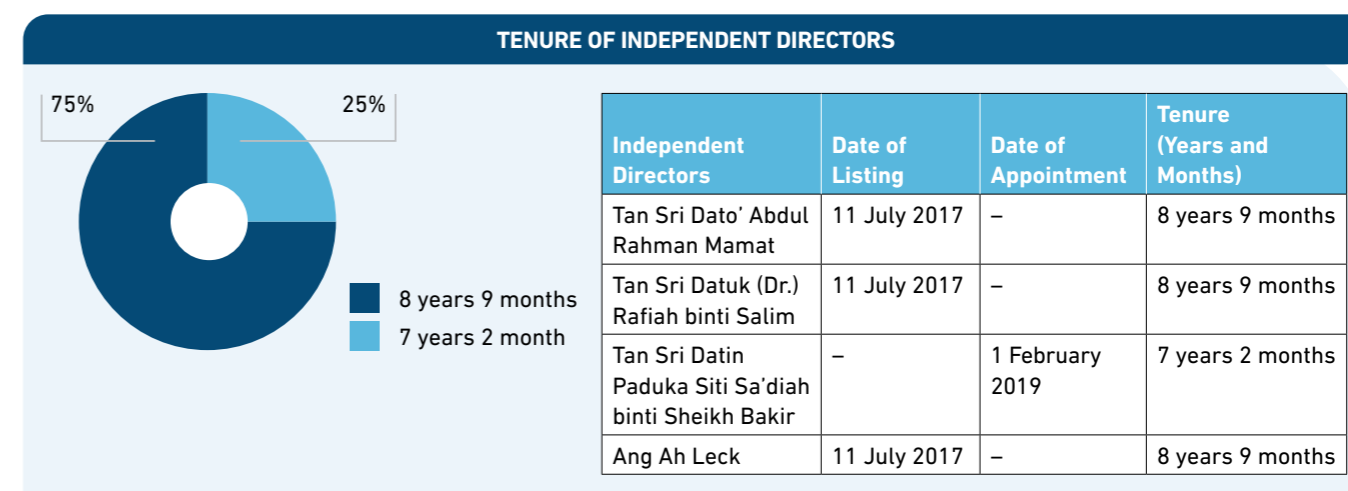 TENURE OF INDEPENDENT DIRECTORS
75%
25%
8 years 9 months
7 years 2 month
Independent
Directors
Date of
Listing
Date of
Appointment
Tenure
(Years and
Months)
Tan Sri Dato’ Abdul
Rahman Mamat
11 July 2017
–
8 years 9 months
Tan Sri Datuk (Dr.)
Rafiah binti Salim
11 July 2017
–
8 years 9 months
Tan Sri Datin
Paduka Siti Sa’diah
binti Sheikh Bakir
–
1 February
2019
7 years 2 months
Ang Ah Leck
11 July 2017
–
8 years 9 months